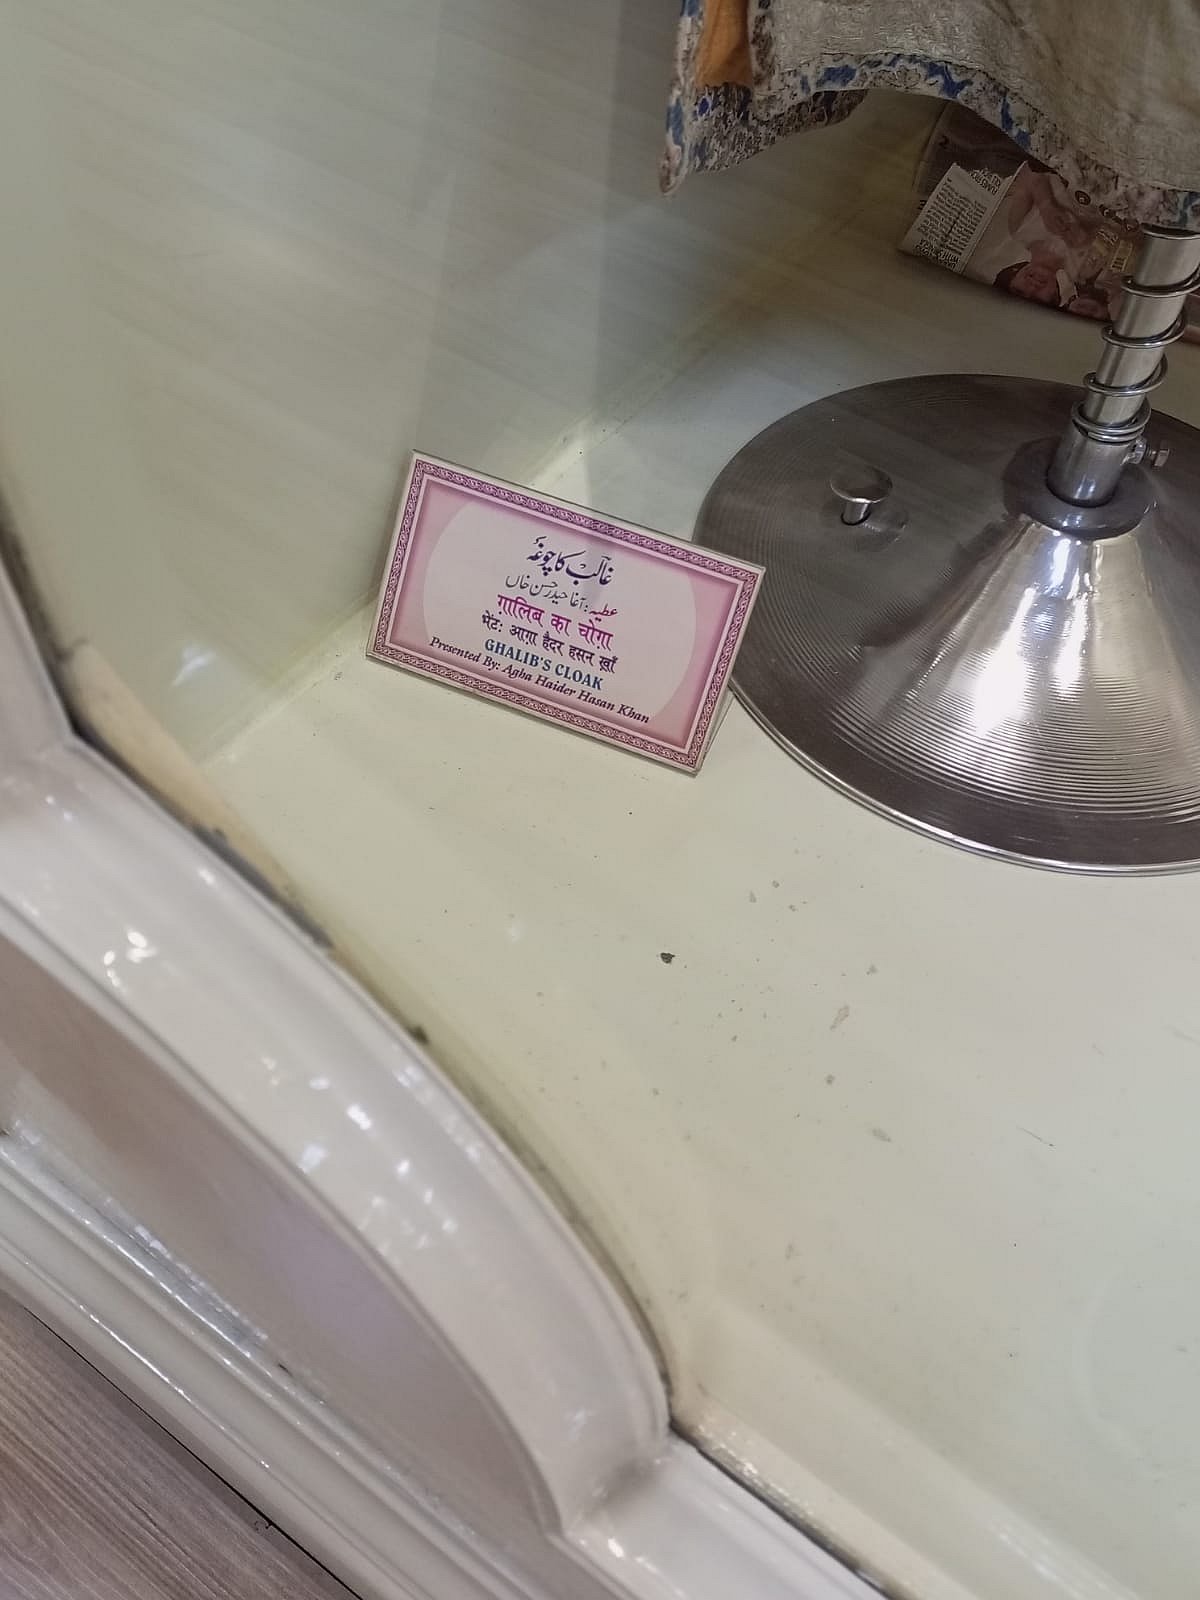 غالب کا چوغہ
عطیہ: آغا حیدر حسن خاں
ग़ालिब का चोग़ा
भेंट: आग़ा हैदर हसन ख़ाँ
GHALIB'S CLOAK
Presented By: Agha Haider Hasan Khan